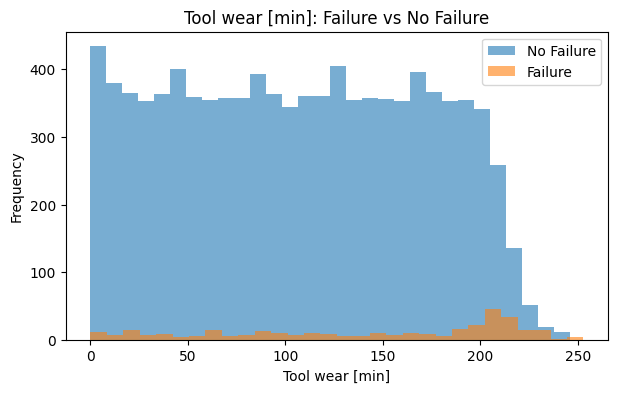 Tool wear [min]: Failure vs No Failure
No Failure
Failure
Frequency
400
300
200
100
0
0 50 100 150 200 250
Tool wear [min]